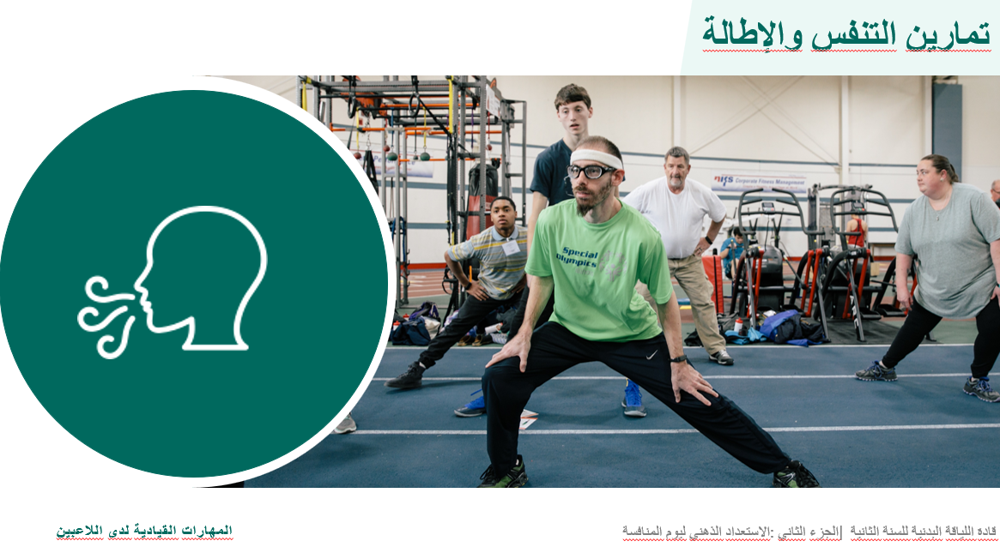 تمارين التنفس والإطالة
nifs Corporate Fitness Management
Special
Olympics
المهارات القيادية لدى اللاعبين
قادة اللياقة البدنية للسنة الثانية |الجزء الثاني :الاستعداد الذهني ليوم المنافسة